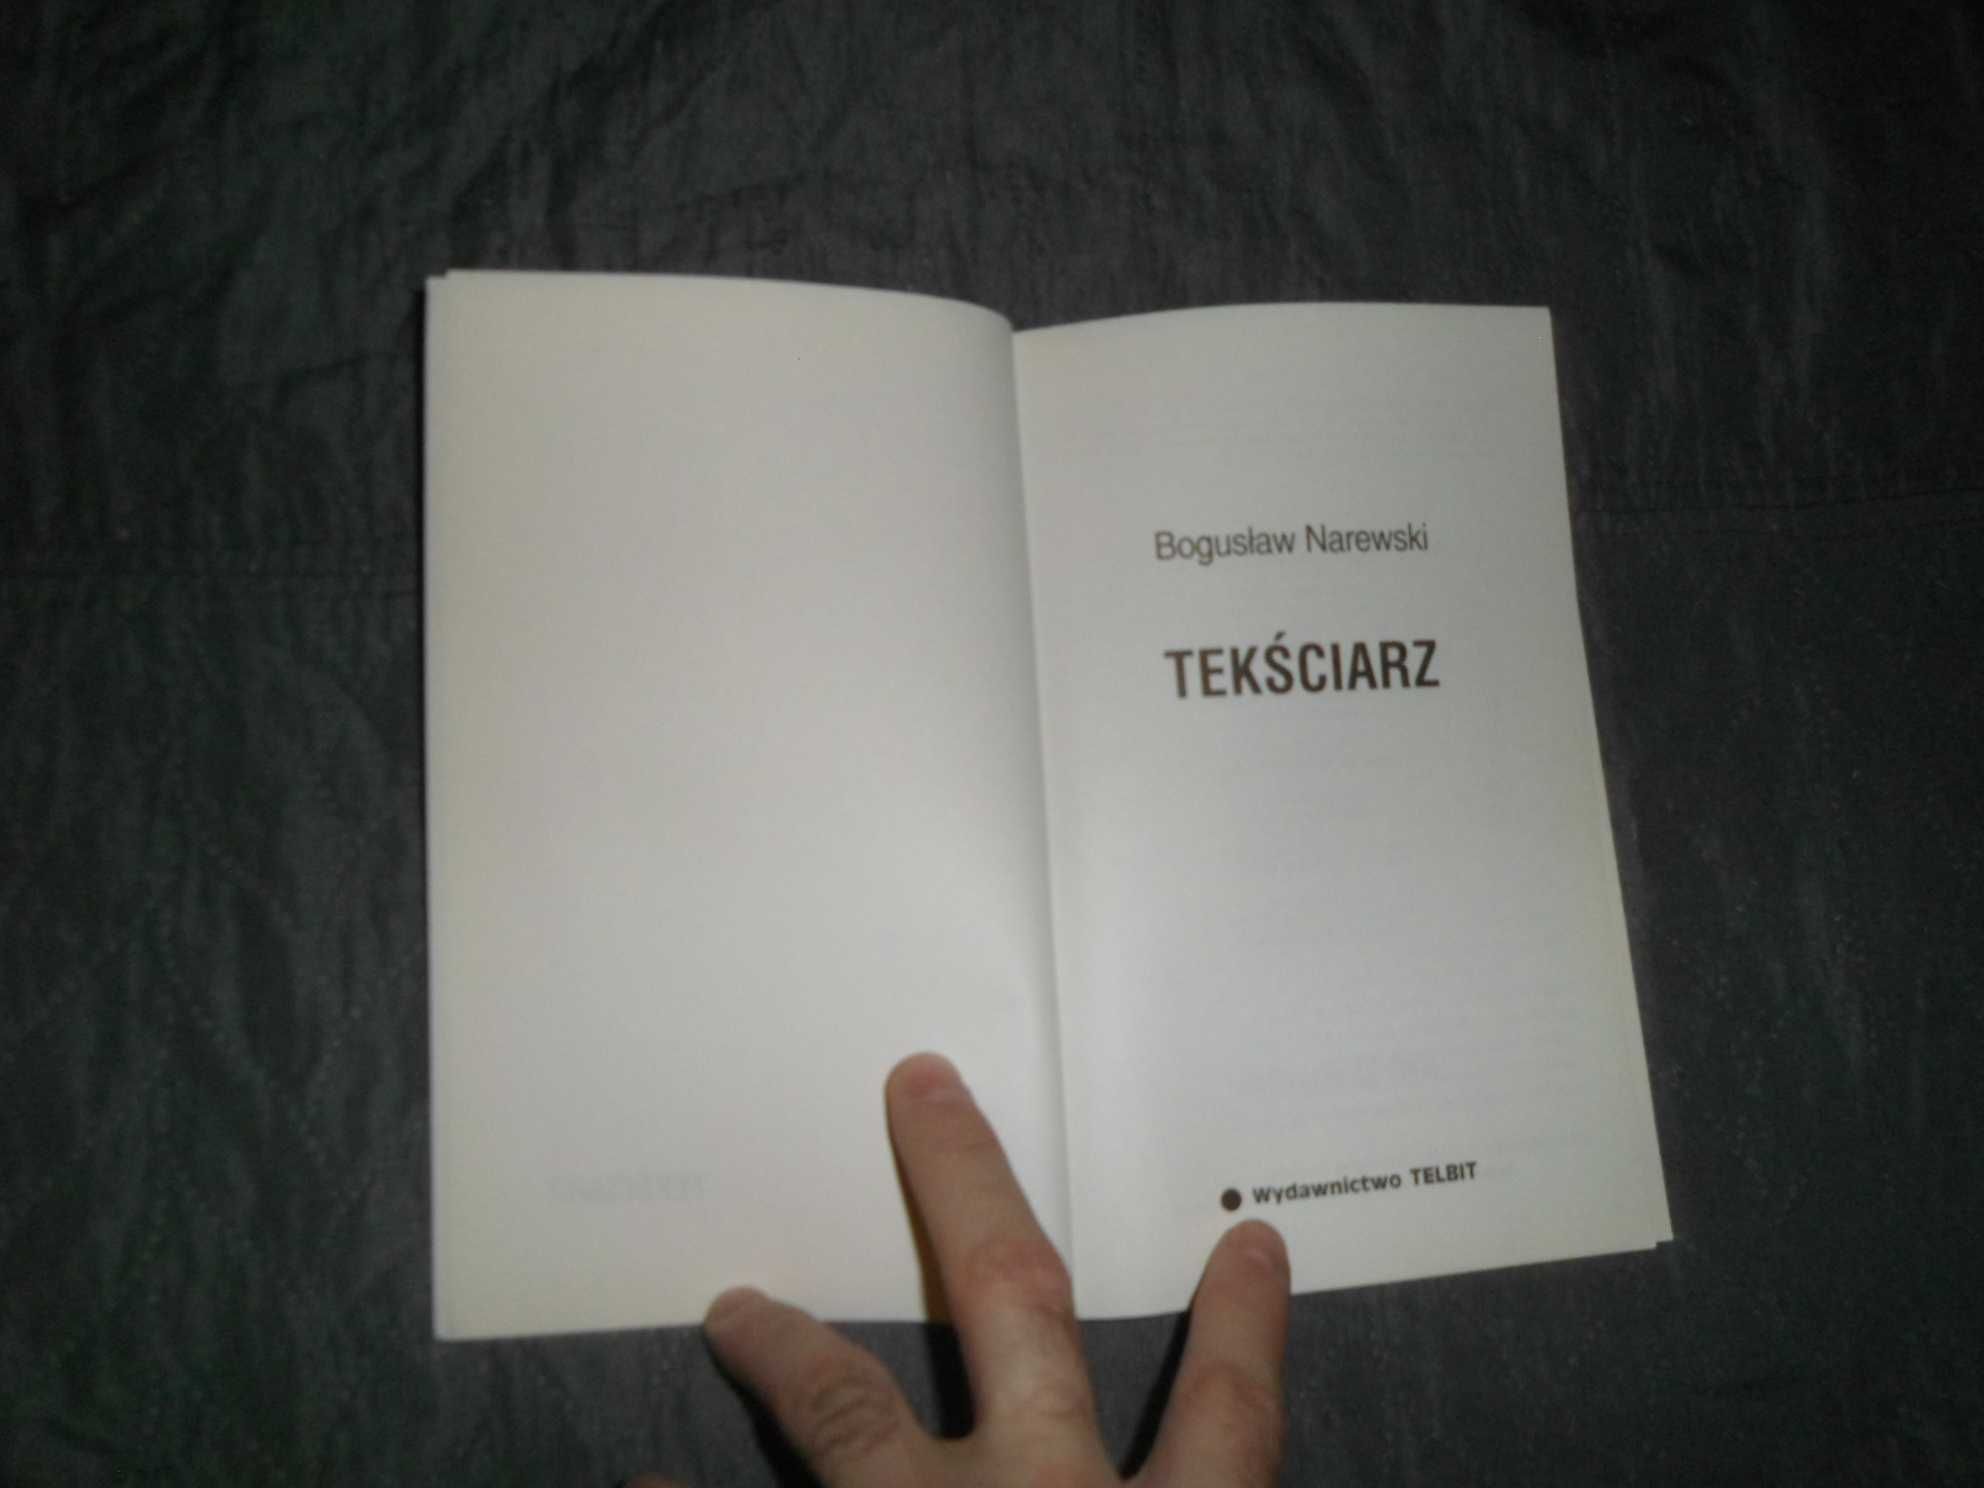 Bogusław Narewski
TEKŚCIARZ
Wydawnictwo TELBIT